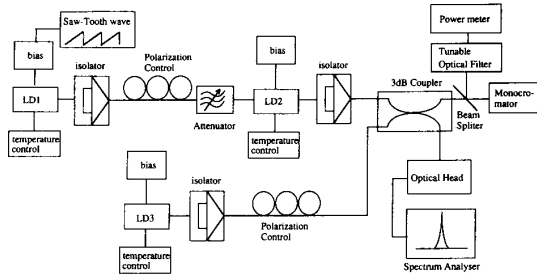 Saw-Tooth wave
bias
isolator
Polarization
Control
LD1
temperature
control
Attenuator
bias
LD2
temperature
control
isolator
3dB Coupler
Power meter
Tunable
Optical Filter
Monocro-
mator
Beam
Spliter
bias
LD3
temperature
control
isolator
Polarization
Control
Optical Head
Spectrum Analyser